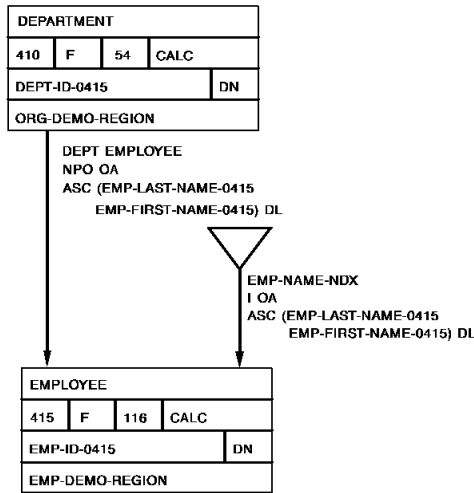 DEPARTMENT
410 F 54 CALC
DEPT-ID-0415 DN
ORG-DEMO-REGION
DEPT EMPLOYEE
NPO OA
ASC (EMP-LAST-NAME-0415
EMP-FIRST-NAME-0415) DL
EMP-NAME-NDX
I OA
ASC (EMP-LAST-NAME-0415
EMP-FIRST-NAME-0415) DL
EMPLOYEE
415 F 116 CALC
EMP-ID-0415 DN
EMP-DEMO-REGION